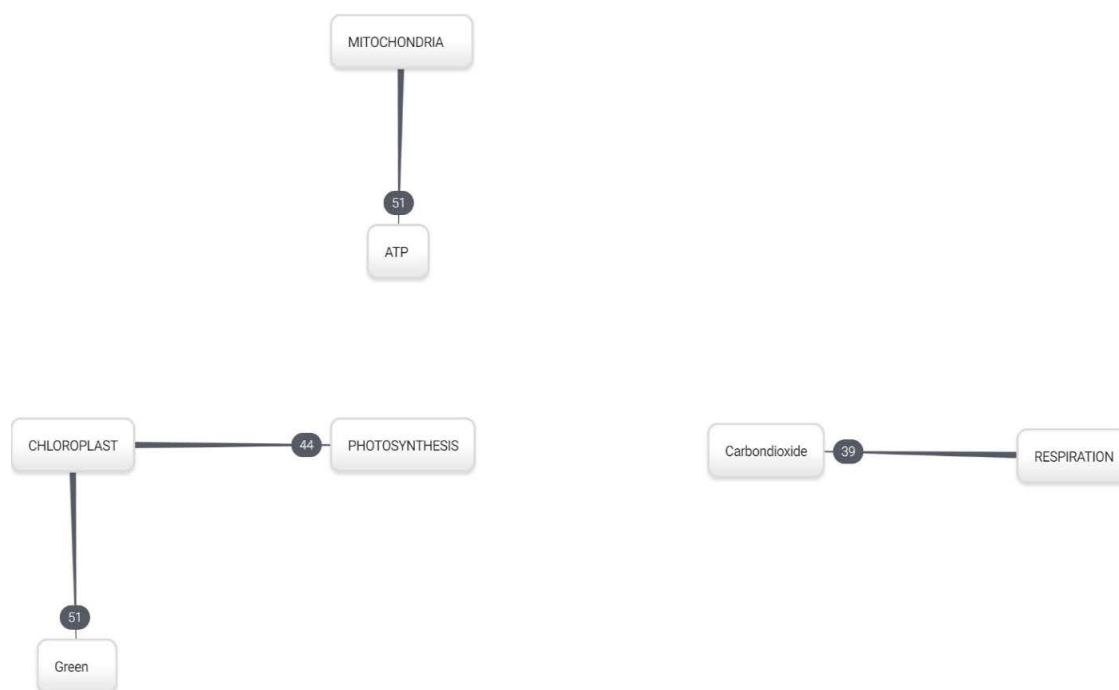 MITOCHONDRIA
51
ATP
CHLOROPLAST
44
PHOTOSYNTHESIS
Carbondioxide
39
RESPIRATION
51
Green